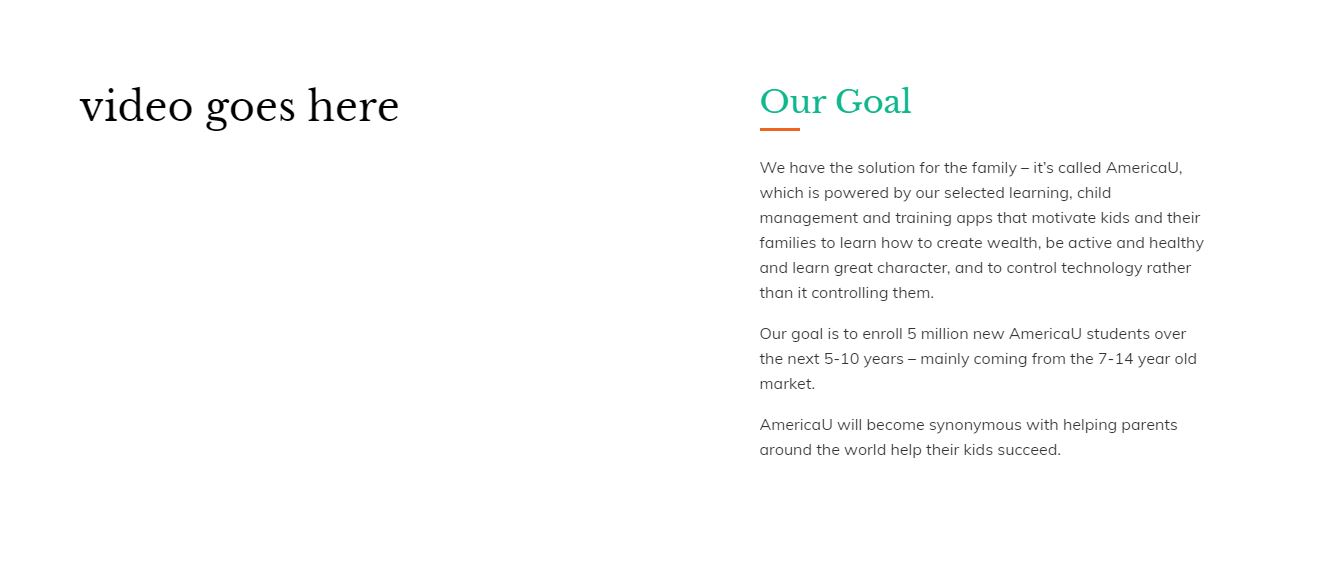 video goes here
Our Goal
We have the solution for the family – it's called AmericaU,
which is powered by our selected learning, child
management and training apps that motivate kids and their
families to learn how to create wealth, be active and healthy
and learn great character, and to control technology rather
than it controlling them.
Our goal is to enroll 5 million new AmericaU students over
the next 5-10 years – mainly coming from the 7-14 year old
market.
AmericaU will become synonymous with helping parents
around the world help their kids succeed.